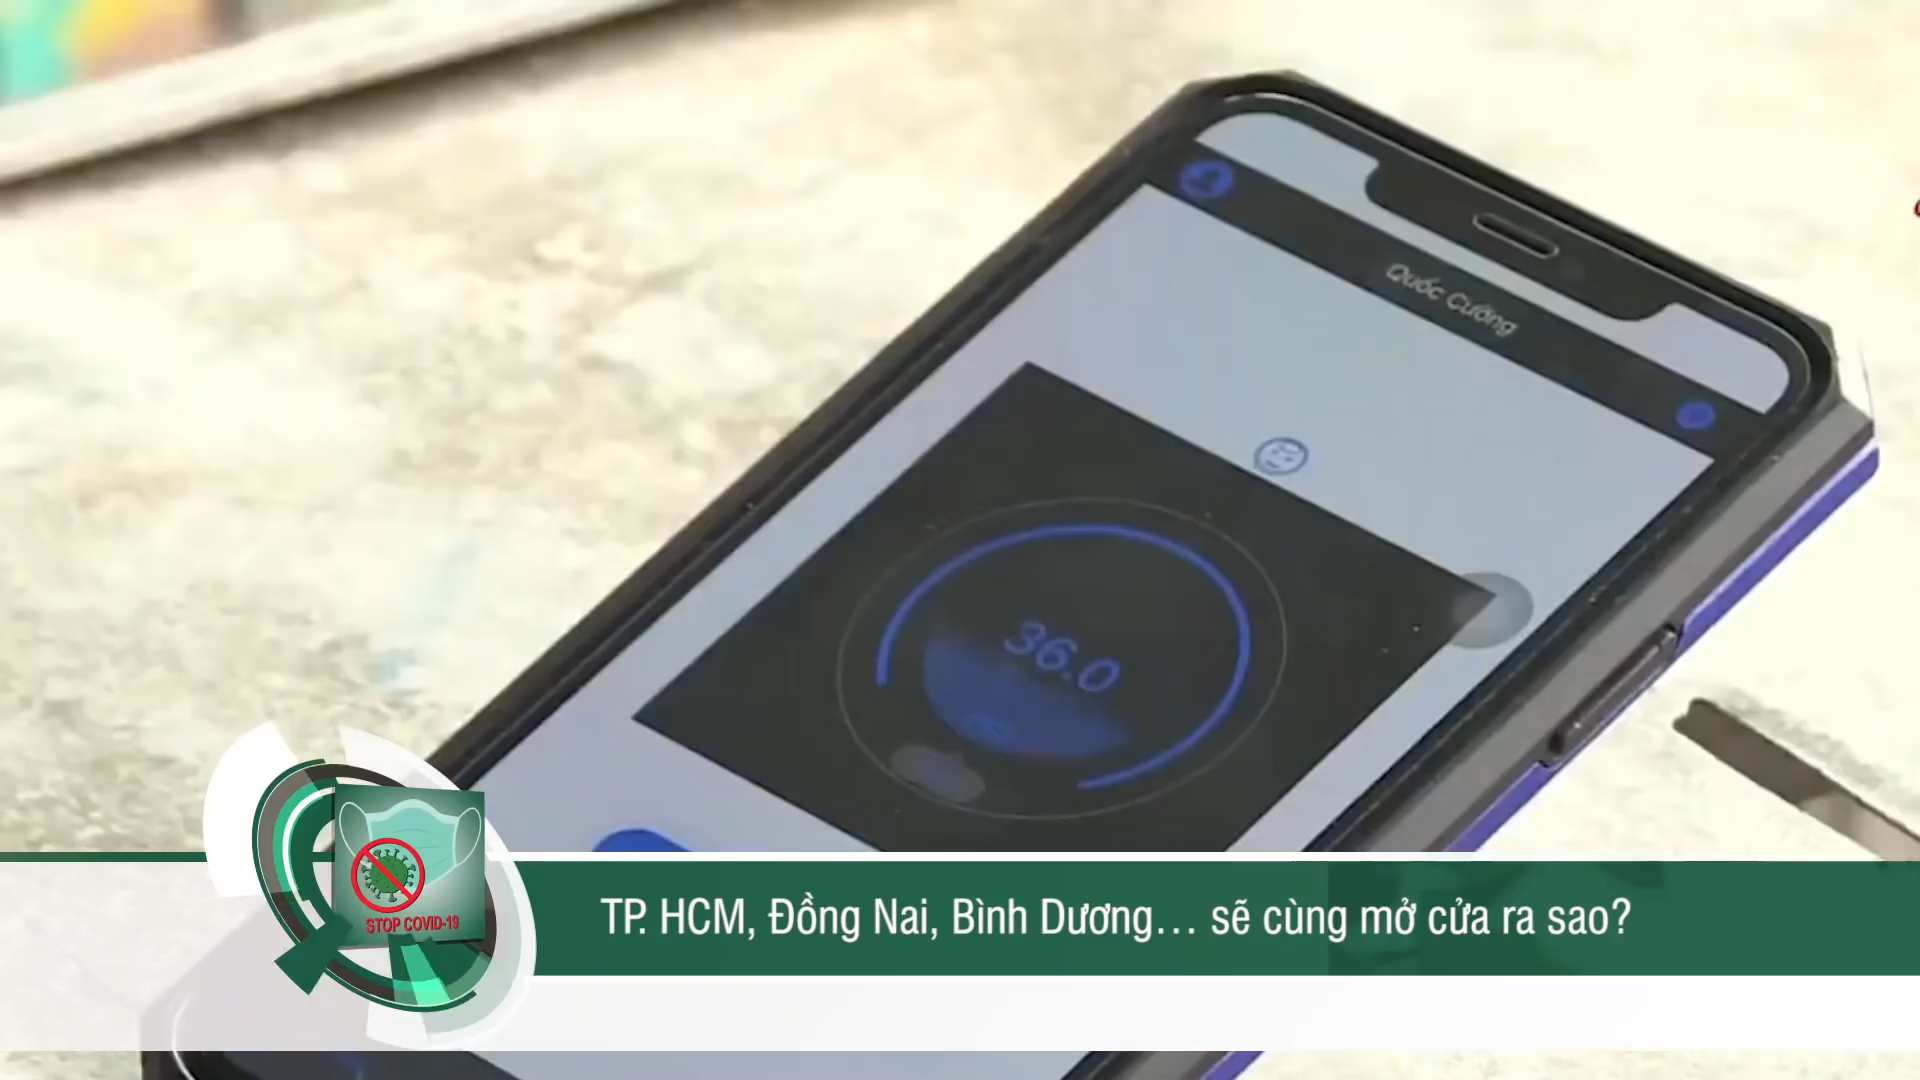 Quốc Cường
36.0
STOP COVID-19
TP. HCM, Đồng Nai, Bình Dương... sẽ cùng mở cửa ra sao?